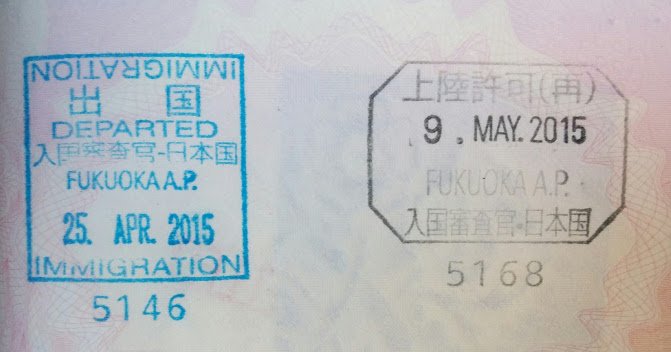 IMMIGRATION
出国
DEPARTED
入国審査官-日本国
FUKUOKA A.P.
25. APR. 2015
IMMIGRATION
5146
上陸許可(再)
9. MAY. 2015
FUKUOKA A.P.
入国審査官・日本国
5168